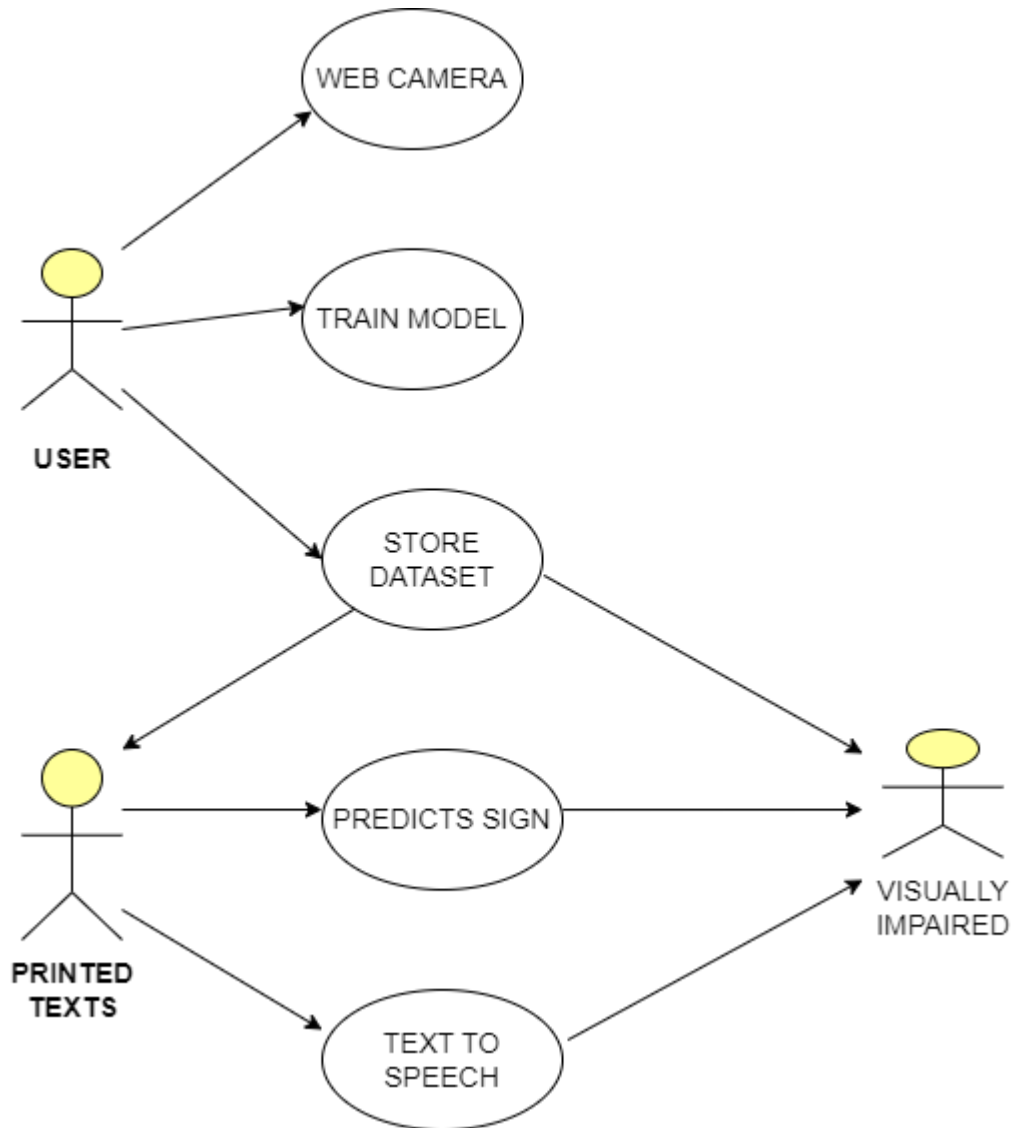 WEB CAMERA
TRAIN MODEL
USER
STORE
DATASET
PREDICTS SIGN
VISUALLY
IMPAIRED
PRINTED
TEXTS
TEXT TO
SPEECH